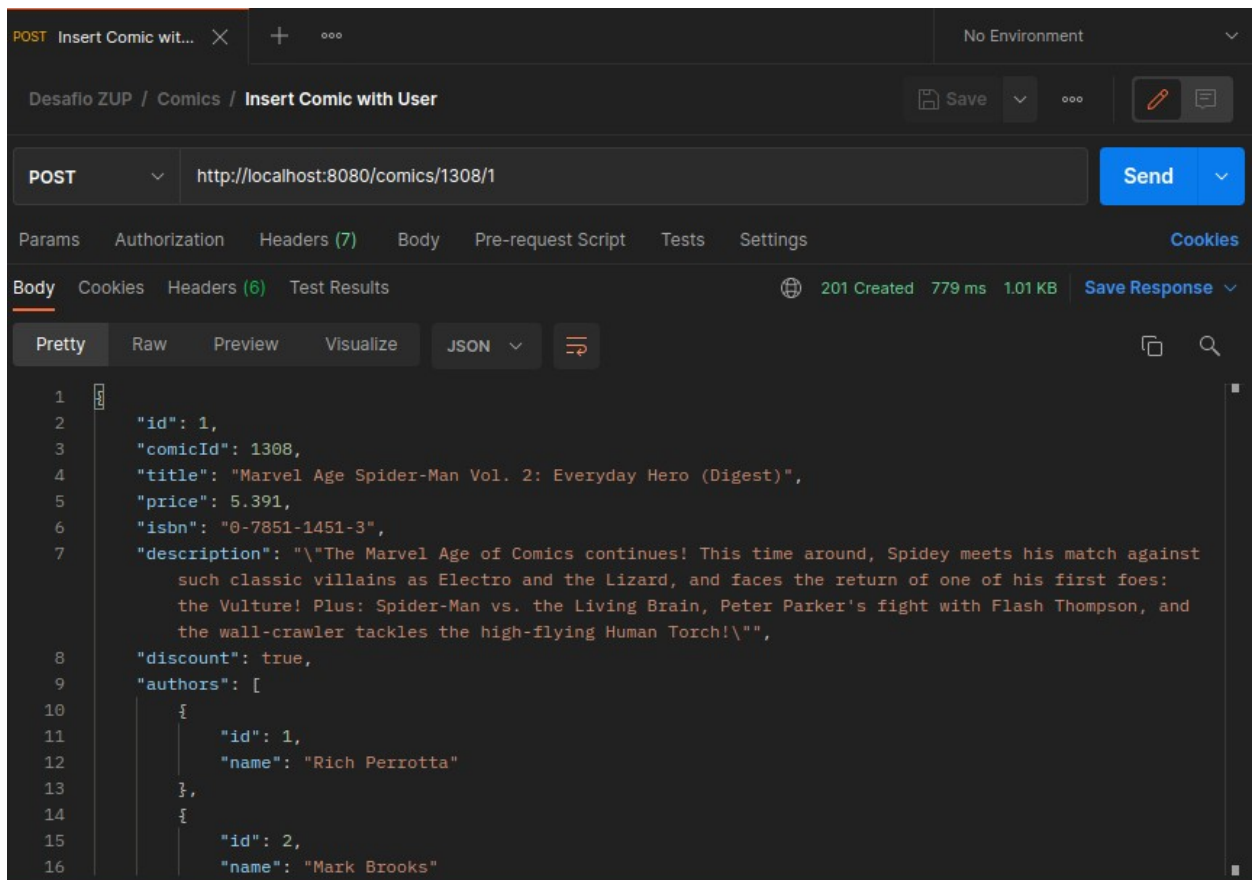 POST Insert Comic wit... No Environment
Desafio ZUP / Comics / Insert Comic with User Save
POST http://localhost:8080/comics/1308/1 Send
Params Authorization Headers (7) Body Pre-request Script Tests Settings Cookies
Body Cookies Headers (6) Test Results 201 Created 779 ms 1.01 KB Save Response
Pretty Raw Preview Visualize JSON
1 {
2 "id": 1,
3 "comicId": 1308,
4 "title": "Marvel Age Spider-Man Vol. 2: Everyday Hero (Digest)",
5 "price": 5.391,
6 "isbn": "0-7851-1451-3",
7 "description": "\"The Marvel Age of Comics continues! This time around, Spidey meets his match against
such classic villains as Electro and the Lizard, and faces the return of one of his first foes:
the Vulture! Plus: Spider-Man vs. the Living Brain, Peter Parker's fight with Flash Thompson, and
the wall-crawler tackles the high-flying Human Torch!\"",
8 "discount": true,
9 "authors": [
10 {
11 "id": 1,
12 "name": "Rich Perrotta"
13 },
14 {
15 "id": 2,
16 "name": "Mark Brooks"